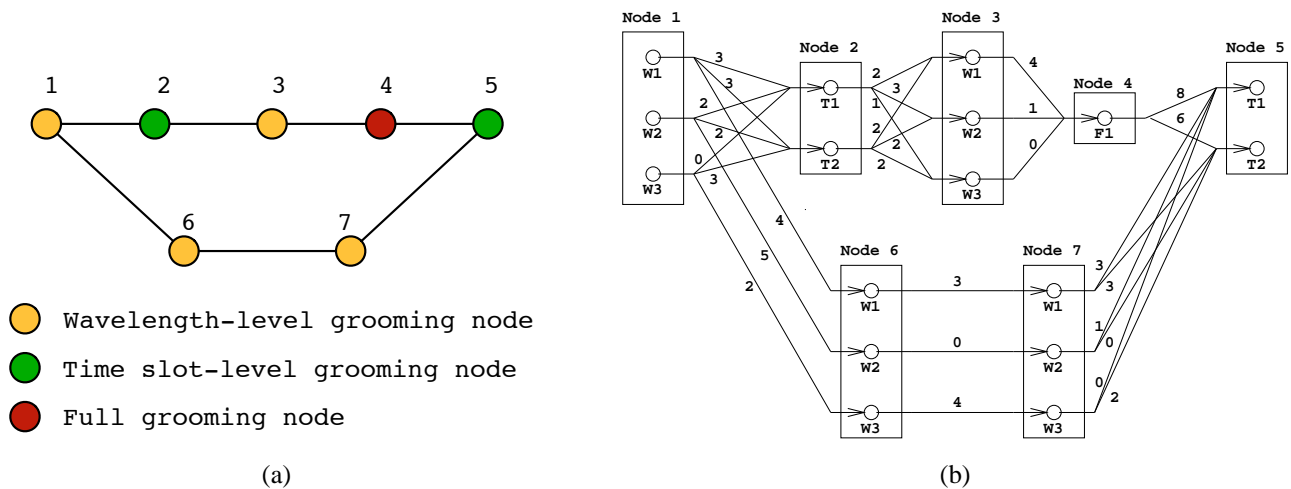 1 2 3 4 5
6 7
Wavelength-level grooming node
Time slot-level grooming node
Full grooming node
(a)
Node 1
W1
W2
W3
3
3
2
2
0
3
4
5
2
Node 2
T1
T2
2
3
1
2
2
2
Node 3
W1
W2
W3
4
1
0
Node 4
F1
8
6
Node 5
T1
T2
Node 6
W1
W2
W3
3
0
4
Node 7
W1
W2
W3
3
3
1
0
0
2
(b)